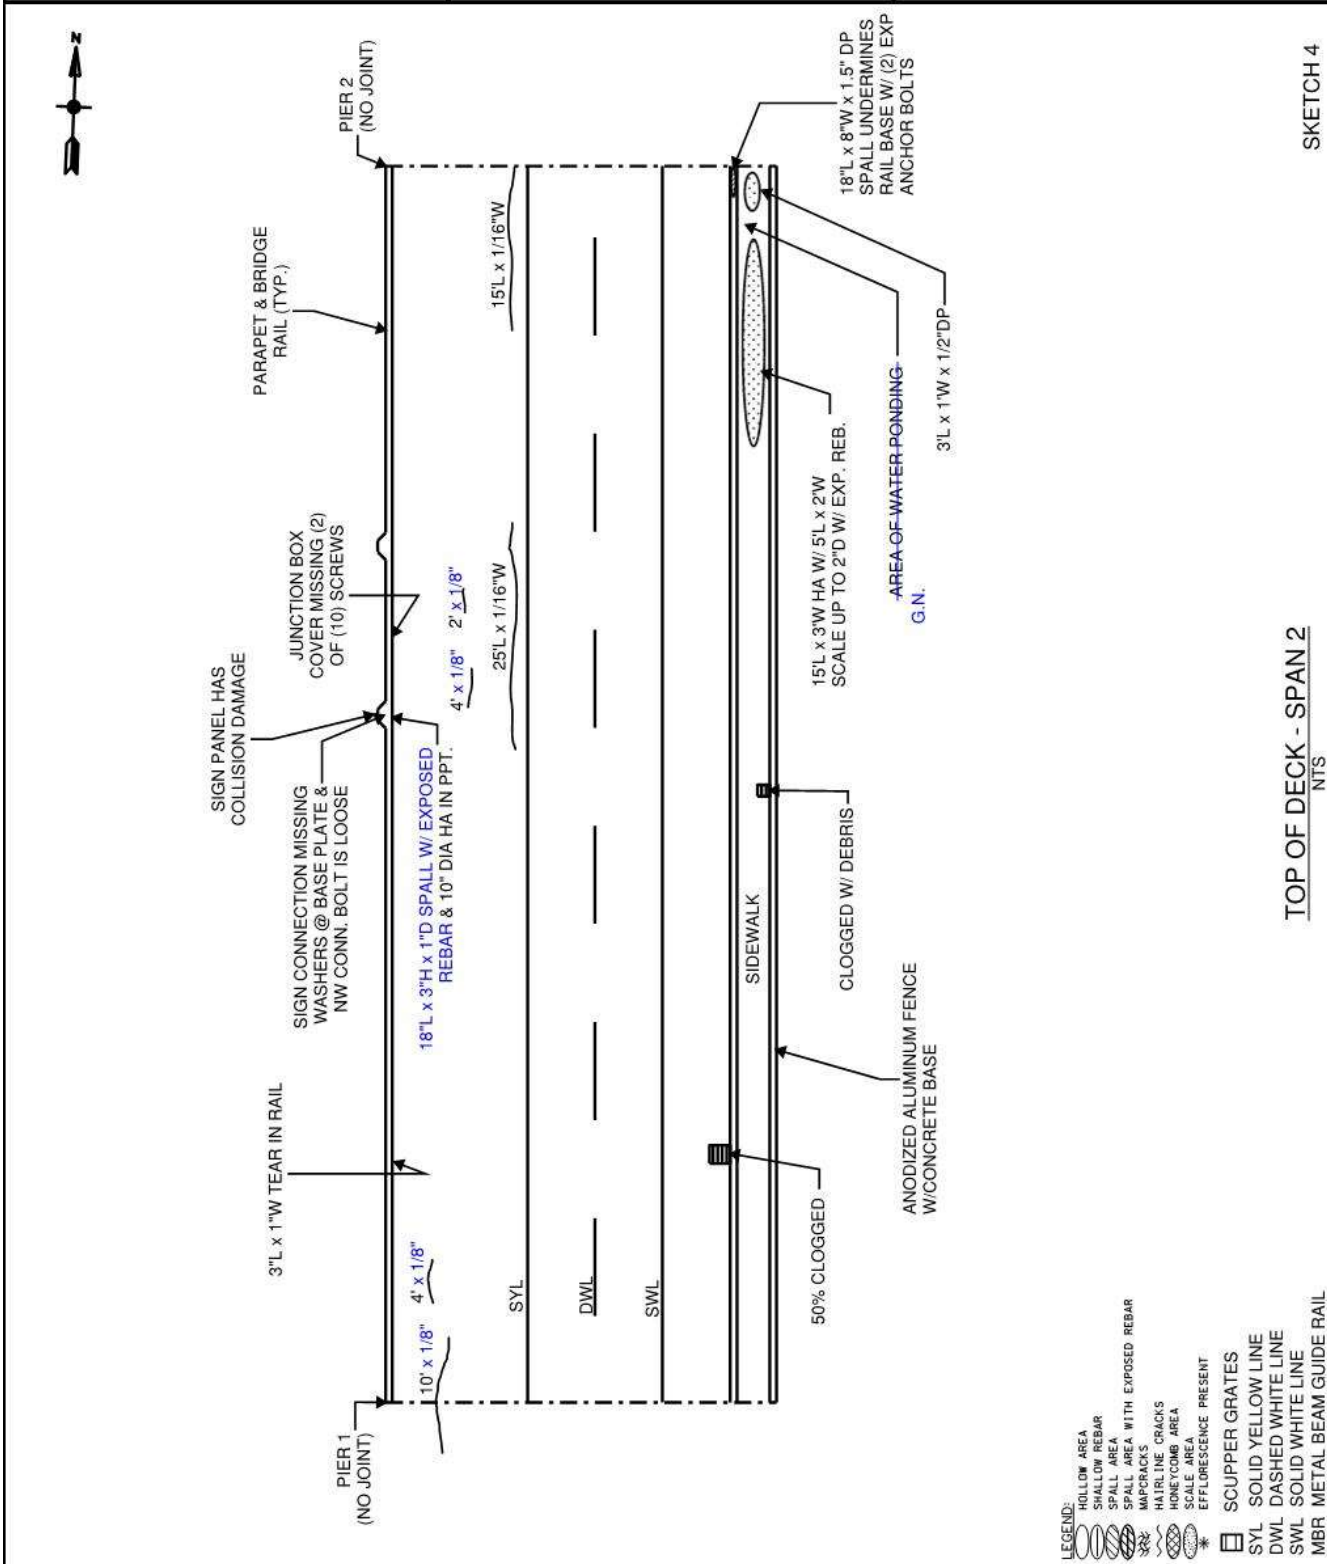 N
PIER 1
(NO JOINT)
3"L x 1"W TEAR IN RAIL
SIGN PANEL HAS
COLLISION DAMAGE
SIGN CONNECTION MISSING
WASHERS @ BASE PLATE &
NW CONN. BOLT IS LOOSE
JUNCTION BOX
COVER MISSING (2)
OF (10) SCREWS
PARAPET & BRIDGE
RAIL (TYP.)
PIER 2
(NO JOINT)
10' x 1/8"
4' x 1/8"
18"L x 3"H x 1"D SPALL W/ EXPOSED
REBAR & 10" DIA HA IN PPT.
4' x 1/8"
2' x 1/8"
25'L x 1/16"W
15'L x 1/16"W
SYL
DWL
SWL
SIDEWALK
50% CLOGGED
ANODIZED ALUMINUM FENCE
W/CONCRETE BASE
CLOGGED W/ DEBRIS
15'L x 3'W HA W/ 5'L x 2'W
SCALE UP TO 2"D W/ EXP. REB.
AREA OF WATER PONDING
G.N.
3'L x 1'W x 1/2"DP
18"L x 8"W x 1.5" DP
SPALL UNDERMINES
RAIL BASE W/ (2) EXP
ANCHOR BOLTS
LEGEND:
HOLLOW AREA
SHALLOW REBAR
SPALL AREA
SPALL AREA WITH EXPOSED REBAR
MAPCRACKS
HAIRLINE CRACKS
HONEYCOMB AREA
SCALE AREA
EFFLORESCENCE PRESENT
SCUPPER GRATES
SYL SOLID YELLOW LINE
DWL DASHED WHITE LINE
SWL SOLID WHITE LINE
MBR METAL BEAM GUIDE RAIL
TOP OF DECK - SPAN 2
NTS
SKETCH 4